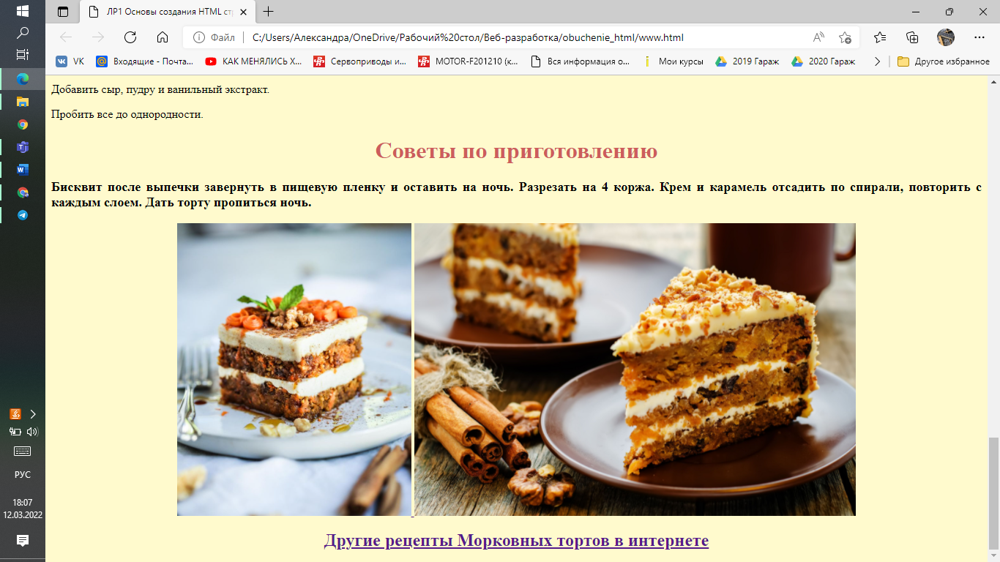 ЛР1 Основы создания HTML стр
Файл
C:/Users/Александра/OneDrive/Рабочий%20стол/Веб-разработка/obuchenie_html/www.html
VK
Входящие - Почта...
КАК МЕНЯЛИСЬ Х...
Сервоприводы и...
MOTOR-F201210 (к...
Вся информация о...
Мои курсы
2019 Гараж
2020 Гараж
Другое избранное
Добавить сыр, пудру и ванильный экстракт.
Пробить все до однородности.
Советы по приготовлению
Бисквит после выпечки завернуть в пищевую пленку и оставить на ночь. Разрезать на 4 коржа. Крем и карамель отсадить по спирали, повторить с
каждым слоем. Дать торту пропиться ночь.
Другие рецепты Морковных тортов в интернете
РУС
18:07
12.03.2022